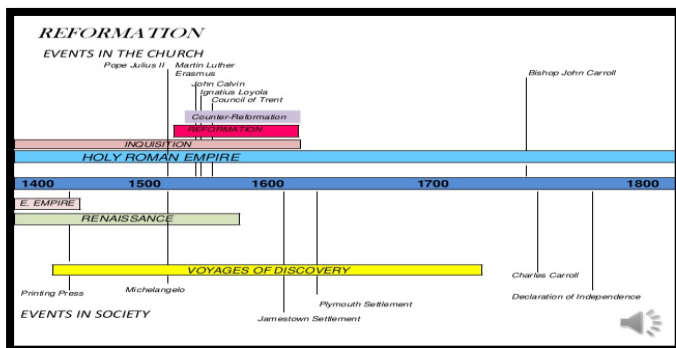 REFORMATION
EVENTS IN THE CHURCH
Pope Julius II
Martin Luther
Erasmus
John Calvin
Ignatius Loyola
Council of Trent
Bishop John Carroll
Counter-Reformation
REFORMATION
INQUISITION
HOLY ROMAN EMPIRE
1400 1500 1600 1700 1800
E. EMPIRE
RENAISSANCE
VOYAGES OF DISCOVERY
Charles Carroll
Printing Press
Michelangelo
Declaration of Independence
Plymouth Settlement
EVENTS IN SOCIETY
Jamestown Settlement